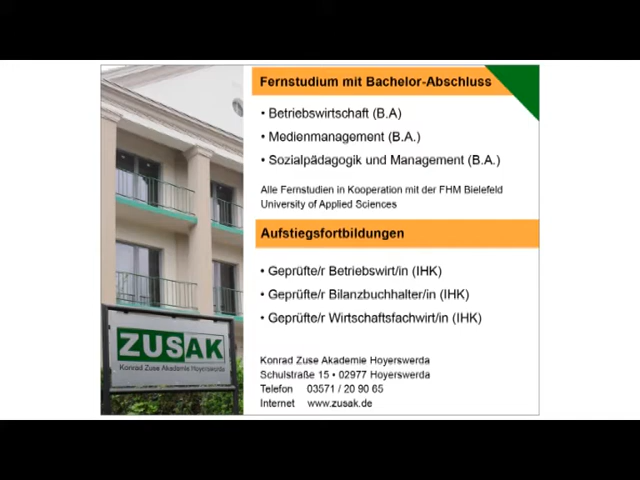 Fernstudium mit Bachelor-Abschluss
• Betriebswirtschaft (B.A)
• Medienmanagement (B.A.)
• Sozialpädagogik und Management (B.A.)
Alle Fernstudien in Kooperation mit der FHM Bielefeld
University of Applied Sciences
Aufstiegsfortbildungen
• Geprüfte/r Betriebswirt/in (IHK)
• Geprüfte/r Bilanzbuchhalter/in (IHK)
• Geprüfte/r Wirtschaftsfachwirt/in (IHK)
ZUSAK
Konrad Zuse Akademie Hoyerswerda
Konrad Zuse Akademie Hoyerswerda
Schulstraße 15 • 02977 Hoyerswerda
Telefon 03571 / 20 90 65
Internet www.zusak.de